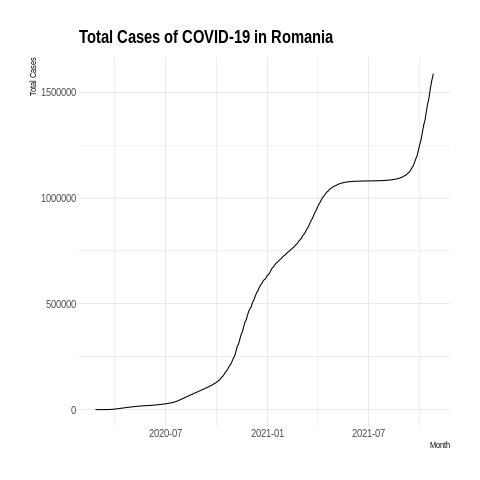 Total Cases of COVID-19 in Romania
Total Cases
1500000
1000000
500000
0
2020-07 2021-01 2021-07
Month